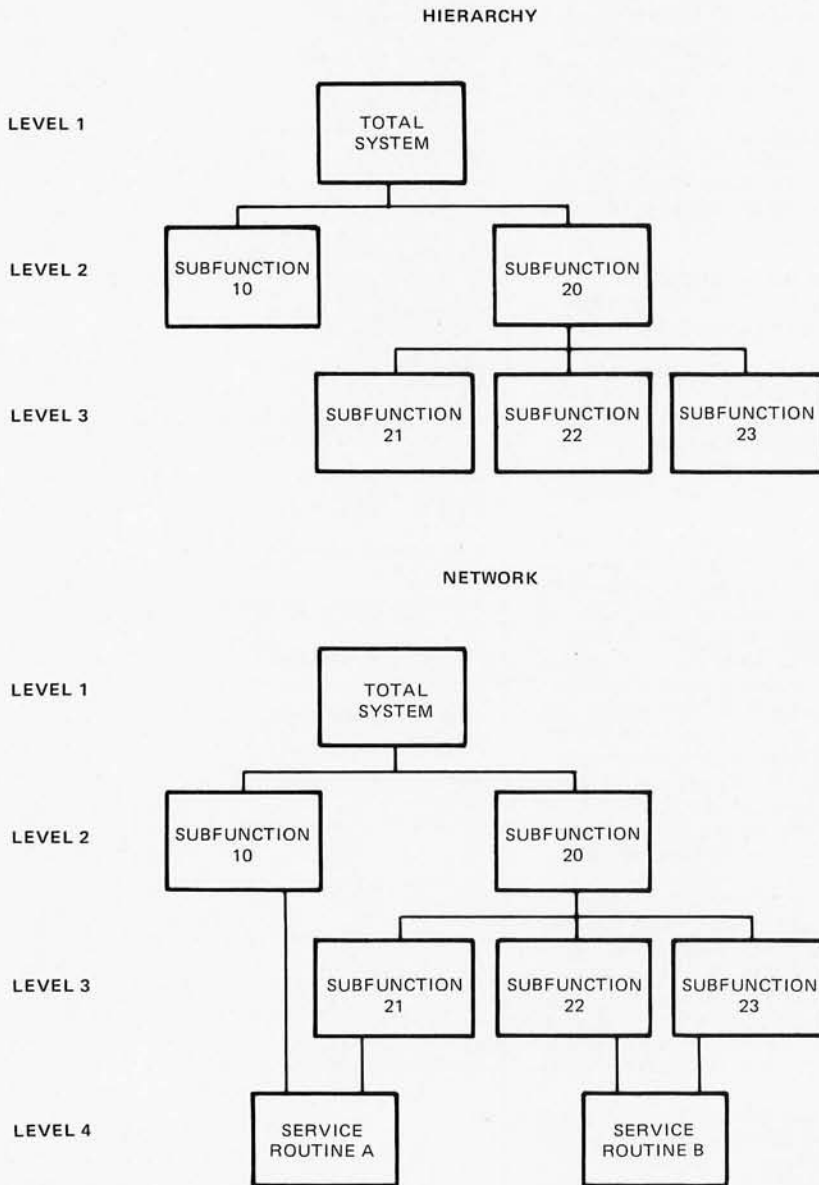 HIERARCHY
LEVEL 1
TOTAL
SYSTEM
LEVEL 2
SUBFUNCTION
10
SUBFUNCTION
20
LEVEL 3
SUBFUNCTION
21
SUBFUNCTION
22
SUBFUNCTION
23
NETWORK
LEVEL 1
TOTAL
SYSTEM
LEVEL 2
SUBFUNCTION
10
SUBFUNCTION
20
LEVEL 3
SUBFUNCTION
21
SUBFUNCTION
22
SUBFUNCTION
23
LEVEL 4
SERVICE
ROUTINE A
SERVICE
ROUTINE B